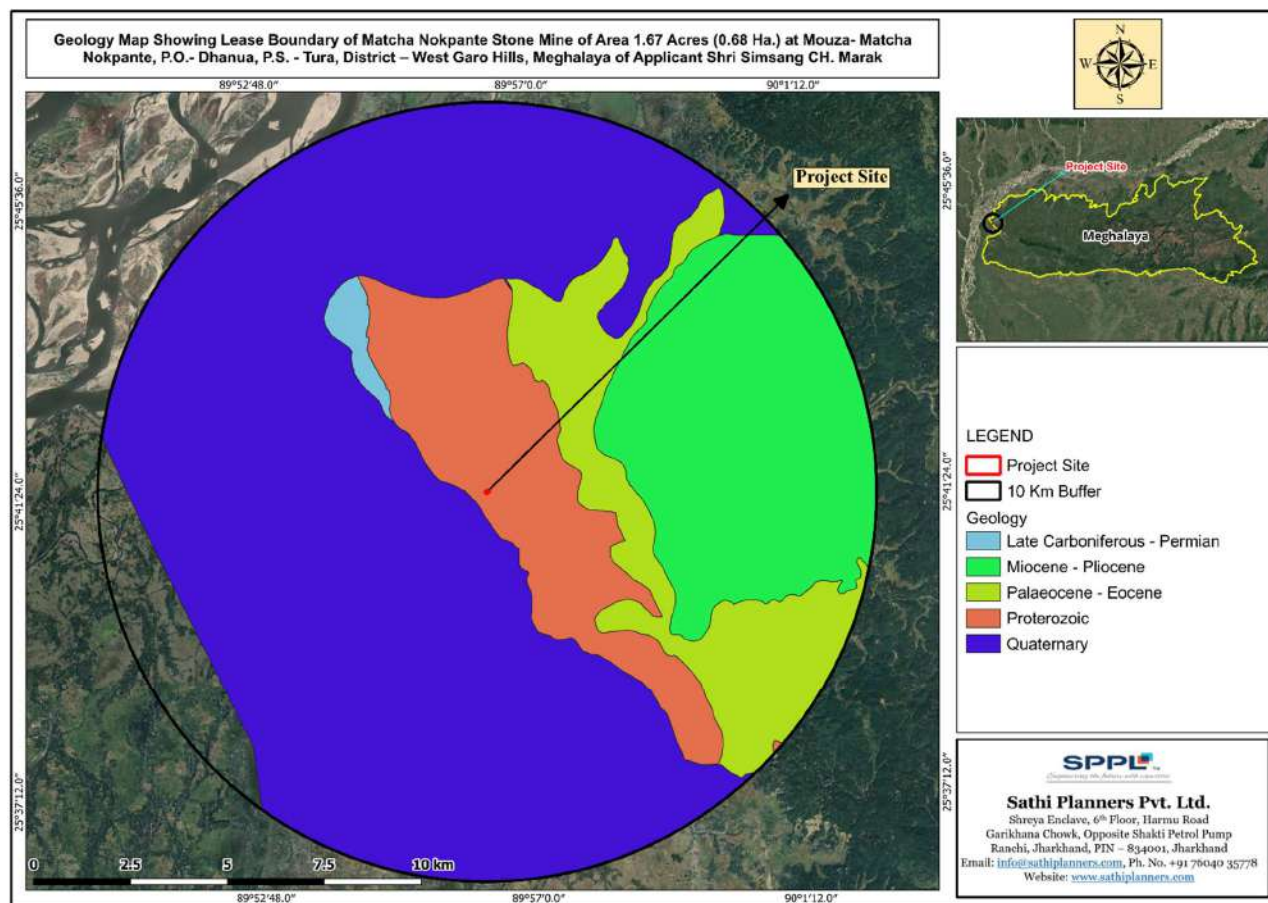 Geology Map Showing Lease Boundary of Matcha Nokpante Stone Mine of Area 1.67 Acres (0.68 Ha.) at Mouza- Matcha
Nokpante, P.O.- Dhanua, P.S. - Tura, District – West Garo Hills, Meghalaya of Applicant Shri Simsang CH. Marak
89°52'48.0"
89°57'0.0"
90°1'12.0"
25°45'36.0"
25°41'24.0"
25°37'12.0"
Project Site
0
2.5
5
7.5
10 km
89°52'48.0"
89°57'0.0"
90°1'12.0"
25°45'36.0"
25°41'24.0"
25°37'12.0"
N
W
E
S
Project Site
Meghalaya
LEGEND
Project Site
10 Km Buffer
Geology
Late Carboniferous - Permian
Miocene - Pliocene
Palaeocene - Eocene
Proterozoic
Quaternary
SPPL
Sathi Planners Pvt. Ltd.
Shreya Enclave, 6th Floor, Harmu Road
Garikhana Chowk, Opposite Shakti Petrol Pump
Ranchi, Jharkhand, PIN – 834001, Jharkhand
Email: info@sathiplanners.com, Ph. No. +91 76040 35778
Website: www.sathiplanners.com